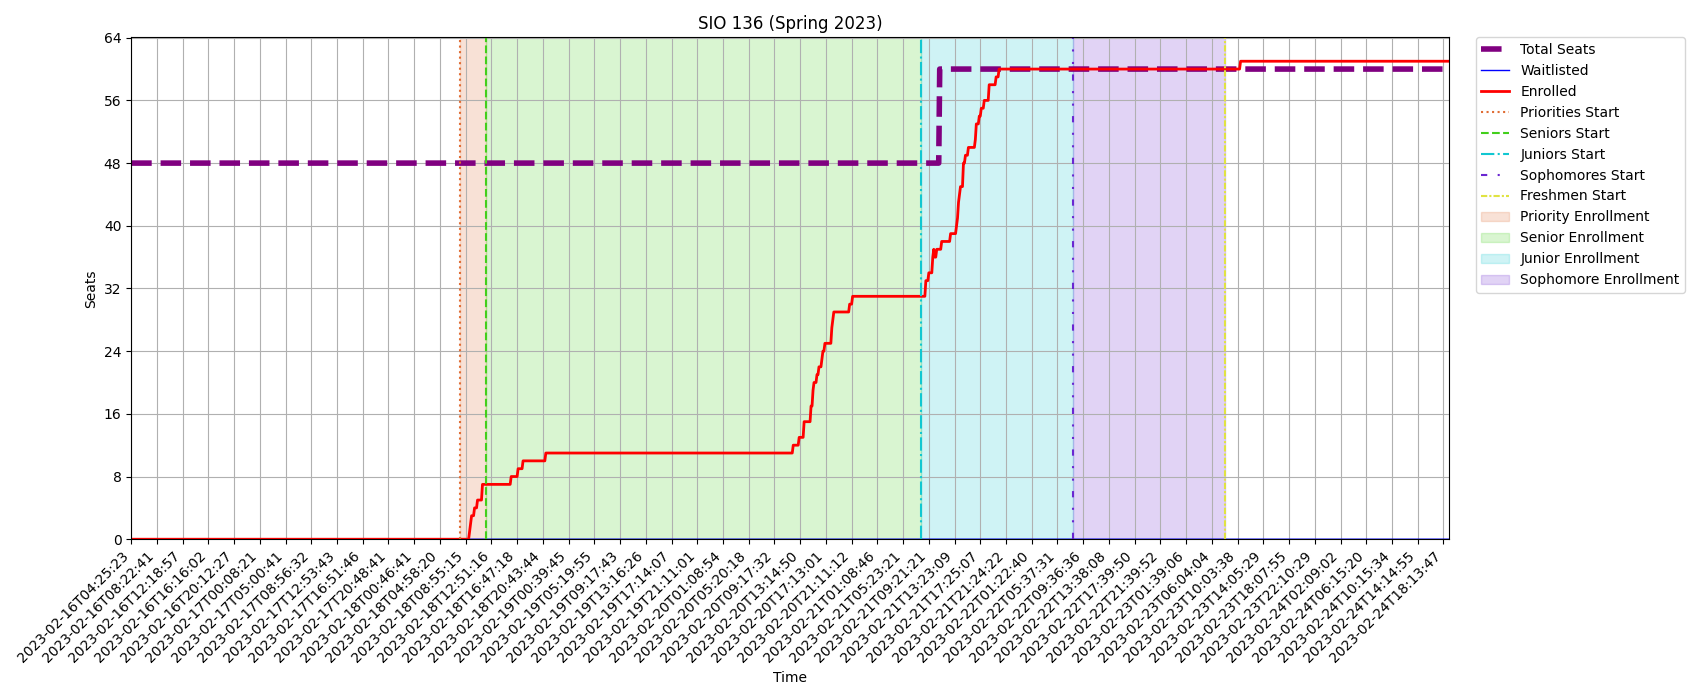 SIO 136 (Spring 2023)
64
56
48
40
32
24
16
8
0
Seats
2023-02-16T04:25:23
2023-02-16T08:22:41
2023-02-16T12:18:57
2023-02-16T16:16:02
2023-02-16T20:12:27
2023-02-17T00:08:21
2023-02-17T05:00:41
2023-02-17T08:56:32
2023-02-17T12:53:43
2023-02-17T16:51:46
2023-02-17T20:48:41
2023-02-18T00:46:41
2023-02-18T04:58:20
2023-02-18T08:55:15
2023-02-18T12:51:16
2023-02-18T16:47:18
2023-02-18T20:43:44
2023-02-19T00:39:45
2023-02-19T05:19:55
2023-02-19T09:17:43
2023-02-19T13:16:26
2023-02-19T17:14:07
2023-02-19T21:11:01
2023-02-20T01:08:54
2023-02-20T05:20:18
2023-02-20T09:17:32
2023-02-20T13:14:50
2023-02-20T17:13:01
2023-02-20T21:11:12
2023-02-21T01:08:46
2023-02-21T05:23:21
2023-02-21T09:21:21
2023-02-21T13:23:09
2023-02-21T17:25:07
2023-02-21T21:24:22
2023-02-22T01:22:40
2023-02-22T05:37:31
2023-02-22T09:36:36
2023-02-22T13:38:08
2023-02-22T17:39:50
2023-02-22T21:39:52
2023-02-23T01:39:06
2023-02-23T06:04:04
2023-02-23T10:03:38
2023-02-23T14:05:29
2023-02-23T18:07:55
2023-02-23T22:10:29
2023-02-24T02:09:02
2023-02-24T06:15:20
2023-02-24T10:15:34
2023-02-24T14:14:55
2023-02-24T18:13:47
Time
Total Seats
Waitlisted
Enrolled
Priorities Start
Seniors Start
Juniors Start
Sophomores Start
Freshmen Start
Priority Enrollment
Senior Enrollment
Junior Enrollment
Sophomore Enrollment